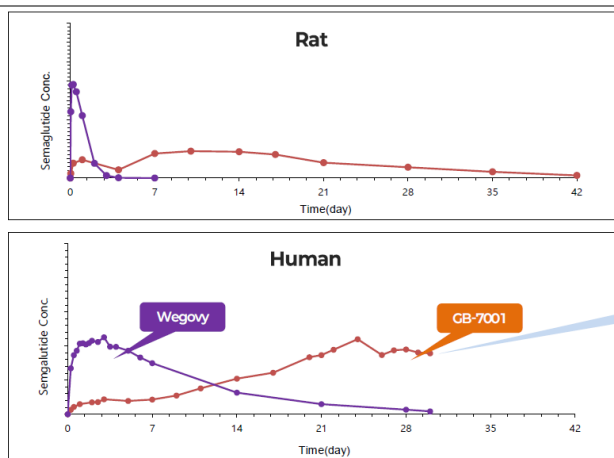 Rat
Semaglutide Conc.
0 7 14 21 28 35 42
Time(day)
Human
Wegovy
GB-7001
Semgalutide Conc.
0 7 14 21 28 35 42
Time(day)